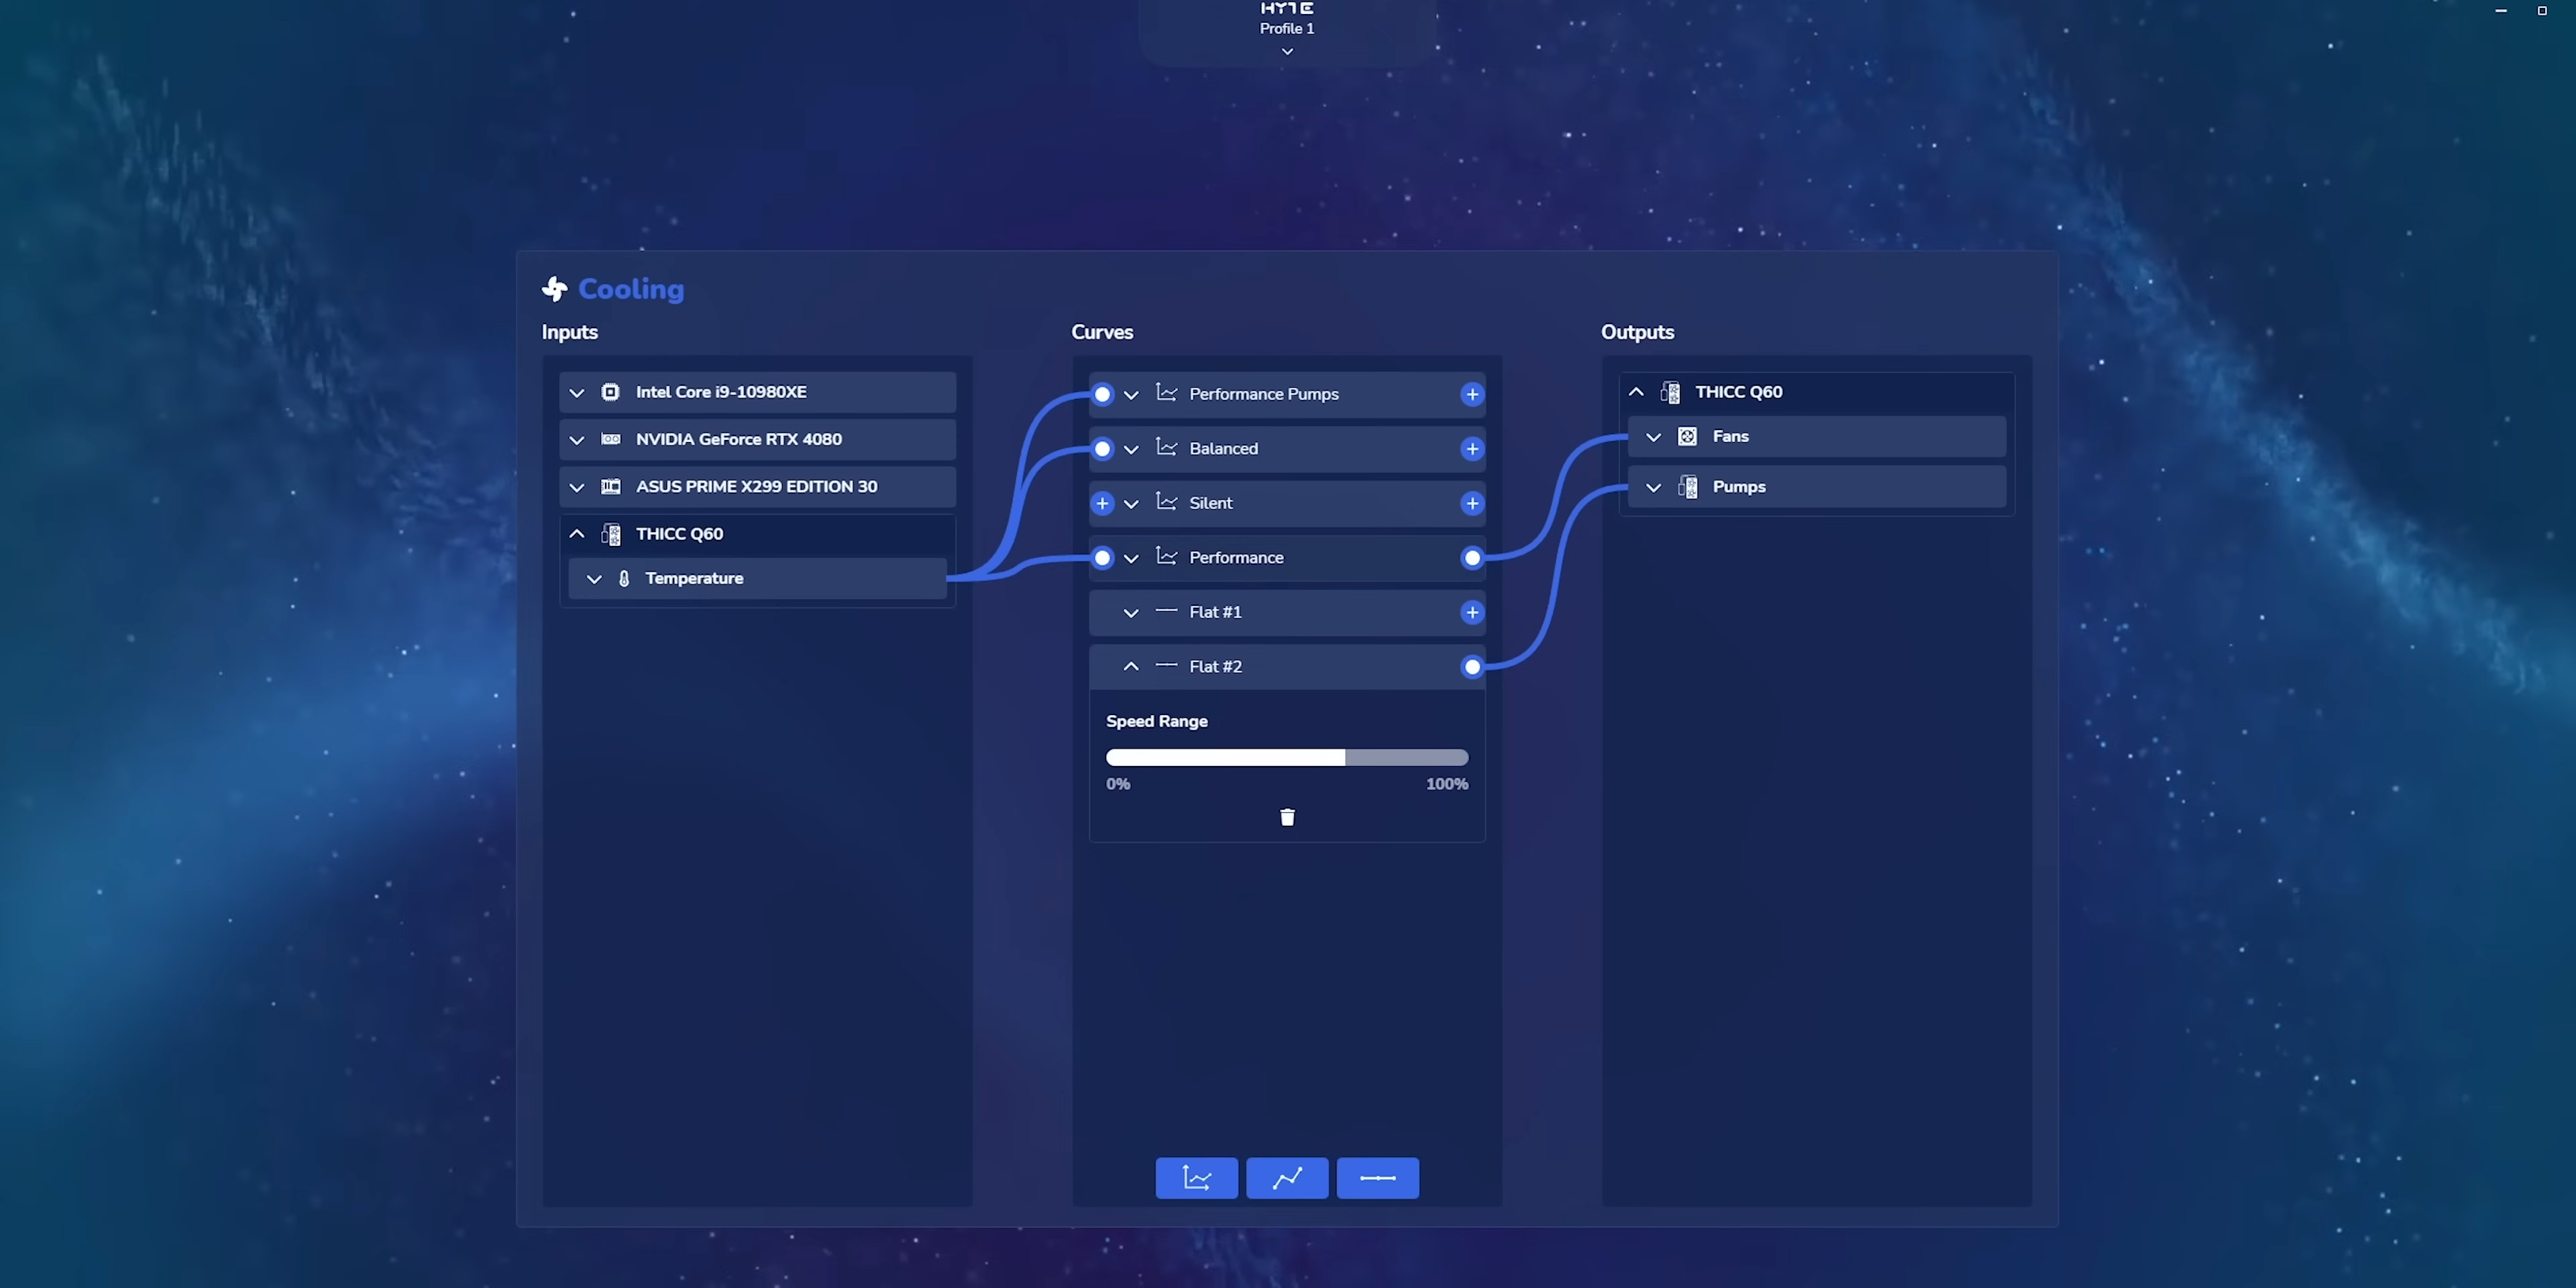 HYTE
Profile 1
Cooling
Inputs
Intel Core i9-10980XE
NVIDIA GeForce RTX 4080
ASUS PRIME X299 EDITION 30
THICC Q60
Temperature
Curves
Performance Pumps
Balanced
Silent
Performance
Flat #1
Flat #2
Speed Range
0% 100%
Outputs
THICC Q60
Fans
Pumps